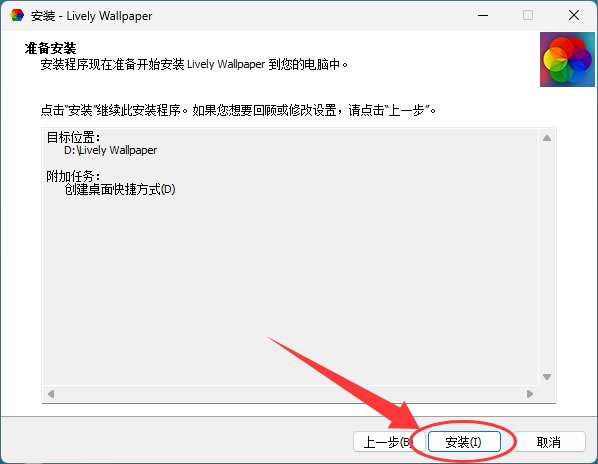 安装 - Lively Wallpaper
准备安装
安装程序现在准备开始安装 Lively Wallpaper 到您的电脑中。
点击“安装”继续此安装程序。如果您想要回顾或修改设置，请点击“上一步”。
目标位置：
D:\Lively Wallpaper
附加任务：
创建桌面快捷方式(D)
上一步(B) 安装(I) 取消